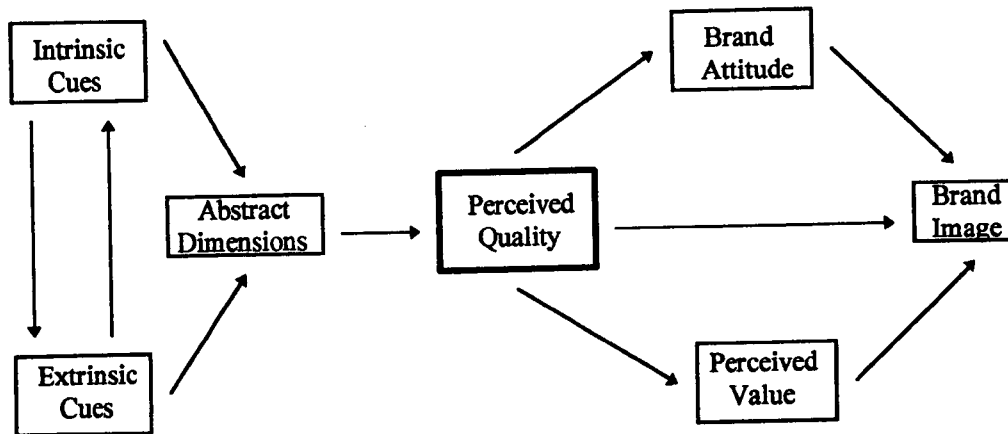 Intrinsic
Cues
Brand
Attitude
Abstract
Dimensions
Perceived
Quality
Brand
Image
Extrinsic
Cues
Perceived
Value